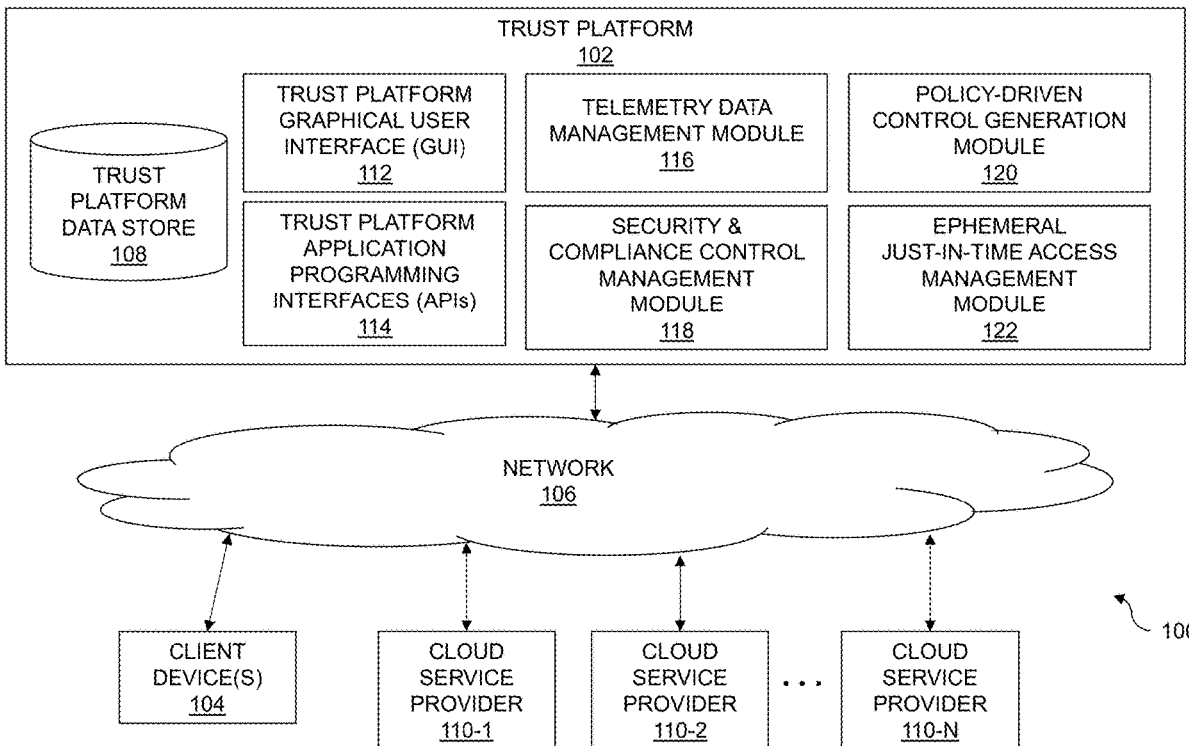 TRUST PLATFORM
102
TRUST
PLATFORM
DATA STORE
108
TRUST PLATFORM
GRAPHICAL USER
INTERFACE (GUI)
112
TELEMETRY DATA
MANAGEMENT MODULE
116
POLICY-DRIVEN
CONTROL GENERATION
MODULE
120
TRUST PLATFORM
APPLICATION
PROGRAMMING
INTERFACES (APIs)
114
SECURITY &
COMPLIANCE CONTROL
MANAGEMENT
MODULE
118
EPHEMERAL
JUST-IN-TIME ACCESS
MANAGEMENT
MODULE
122
NETWORK
106
100
CLIENT
DEVICE(S)
104
CLOUD
SERVICE
PROVIDER
110-1
CLOUD
SERVICE
PROVIDER
110-2
. . .
CLOUD
SERVICE
PROVIDER
110-N